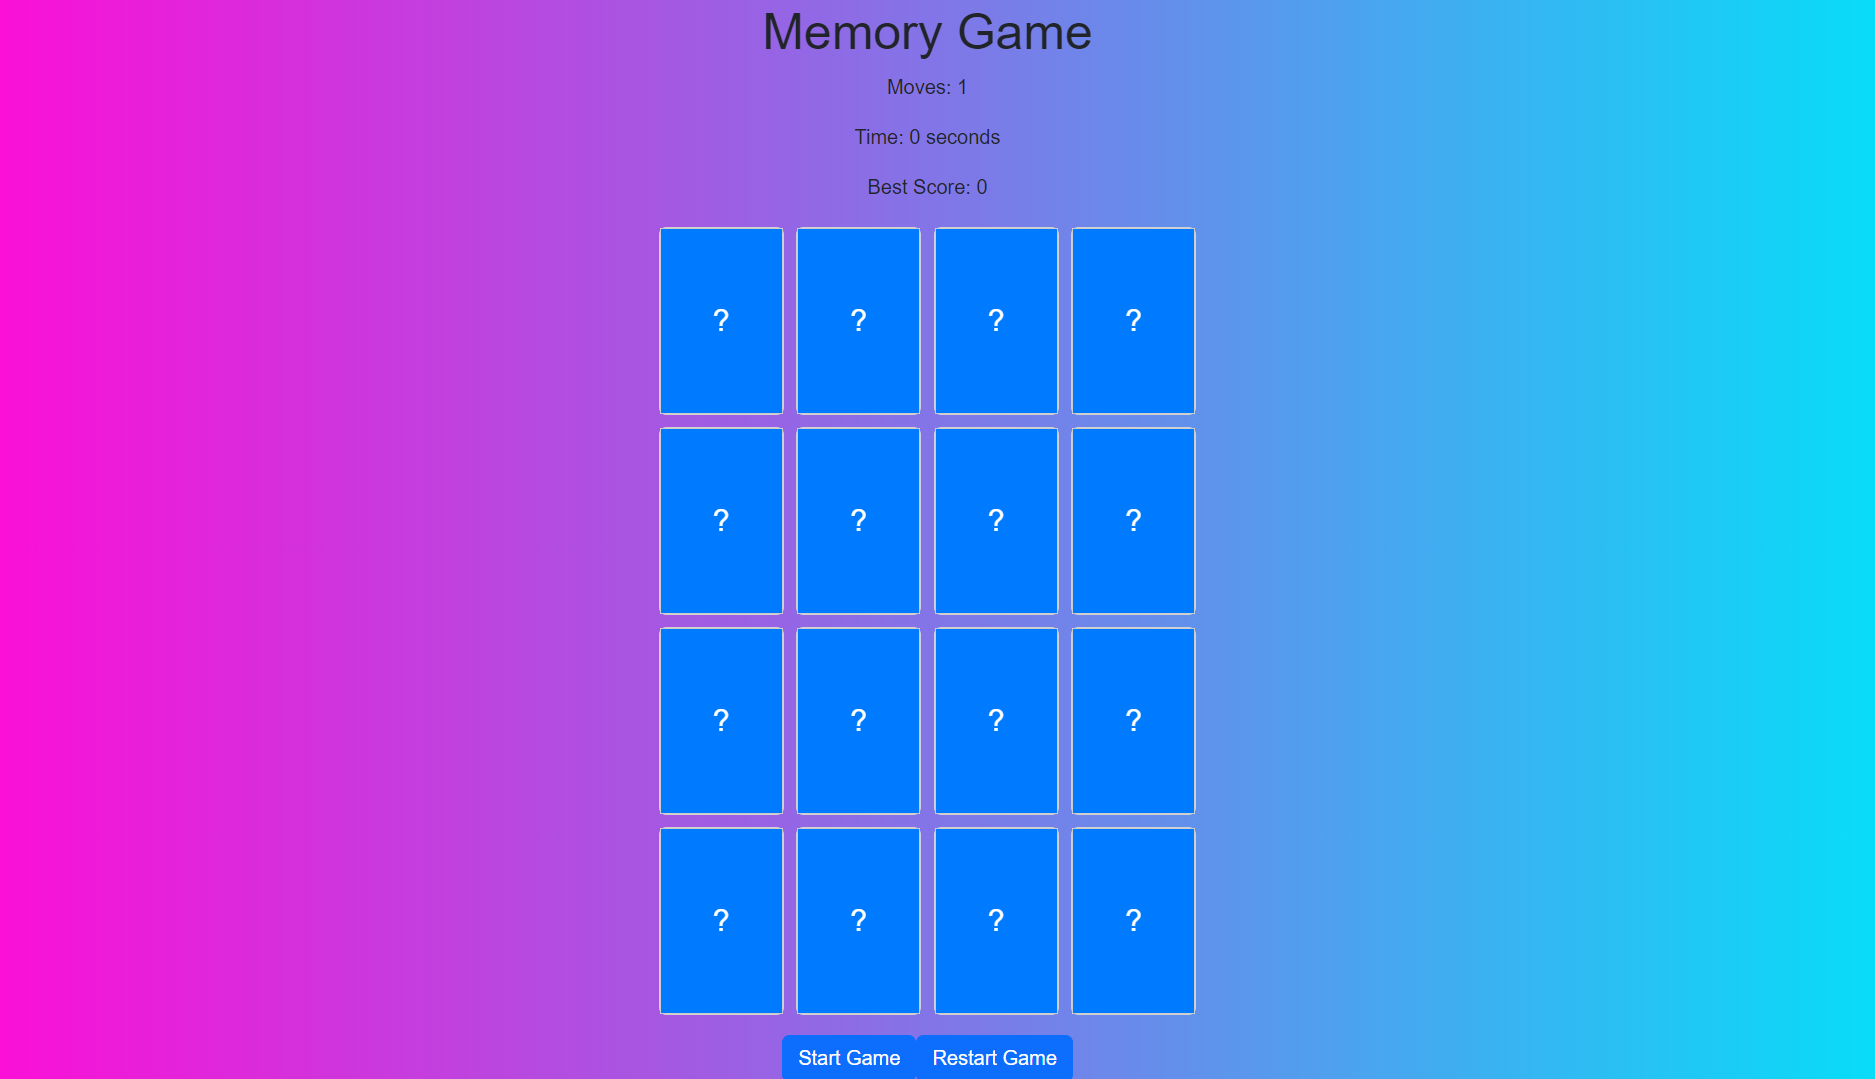 Memory Game
Moves: 1
Time: 0 seconds
Best Score: 0
? ? ? ?
? ? ? ?
? ? ? ?
? ? ? ?
Start Game Restart Game